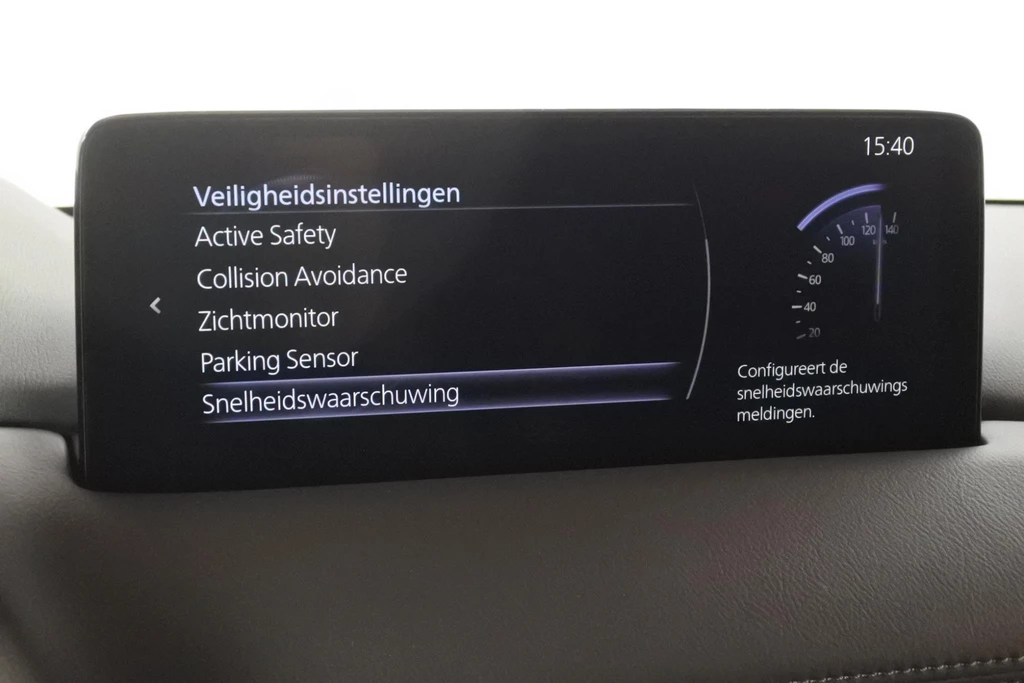 15:40
Veiligheidsinstellingen
Active Safety
Collision Avoidance
Zichtmonitor
Parking Sensor
Snelheidswaarschuwing
120 140
100
80
60
40
20
Configureert de
snelheidswaarschuwings
meldingen.